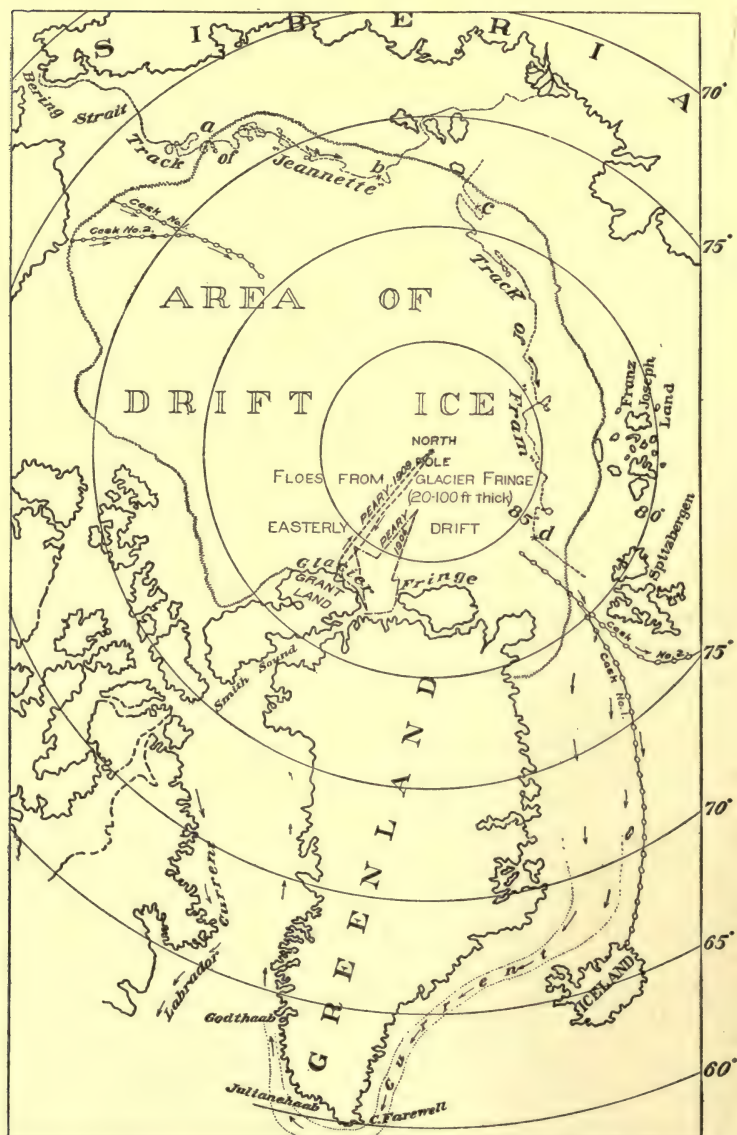 SIBERIA
70°
Bering
Strait
a
Track of "Jeannette"
b
c
Cask No. 1.
Cask No. 2.
75°
AREA OF
DRIFT ICE
Track of "Fram"
Franz
Joseph
Land
NORTH
POLE
FLOES FROM GLACIER FRINGE
(20-100 ft thick)
PEARY-1909
PEARY
1906
85
80.
EASTERLY DRIFT
d
Glacier Fringe
GRANT
LAND
Spitzbergen
Smith Sound
Cask No. 2.
75°
Cask No. 1.
GREENLAND
70°
Labrador Current
65°
ICELAND
Current
Godthaab
Julianehaab
C. Farewell
60°